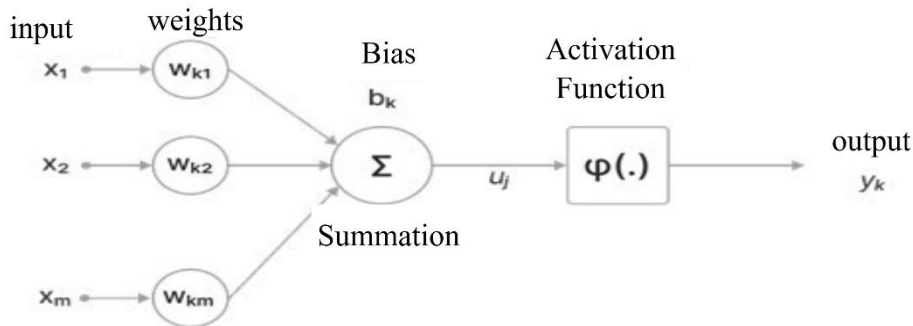 input
weights
Bias
Activation
Function
x₁
wₖ₁
bₖ
x₂
wₖ₂
Σ
uⱼ
φ(.)
output
yₖ
Summation
xₘ
wₖₘ